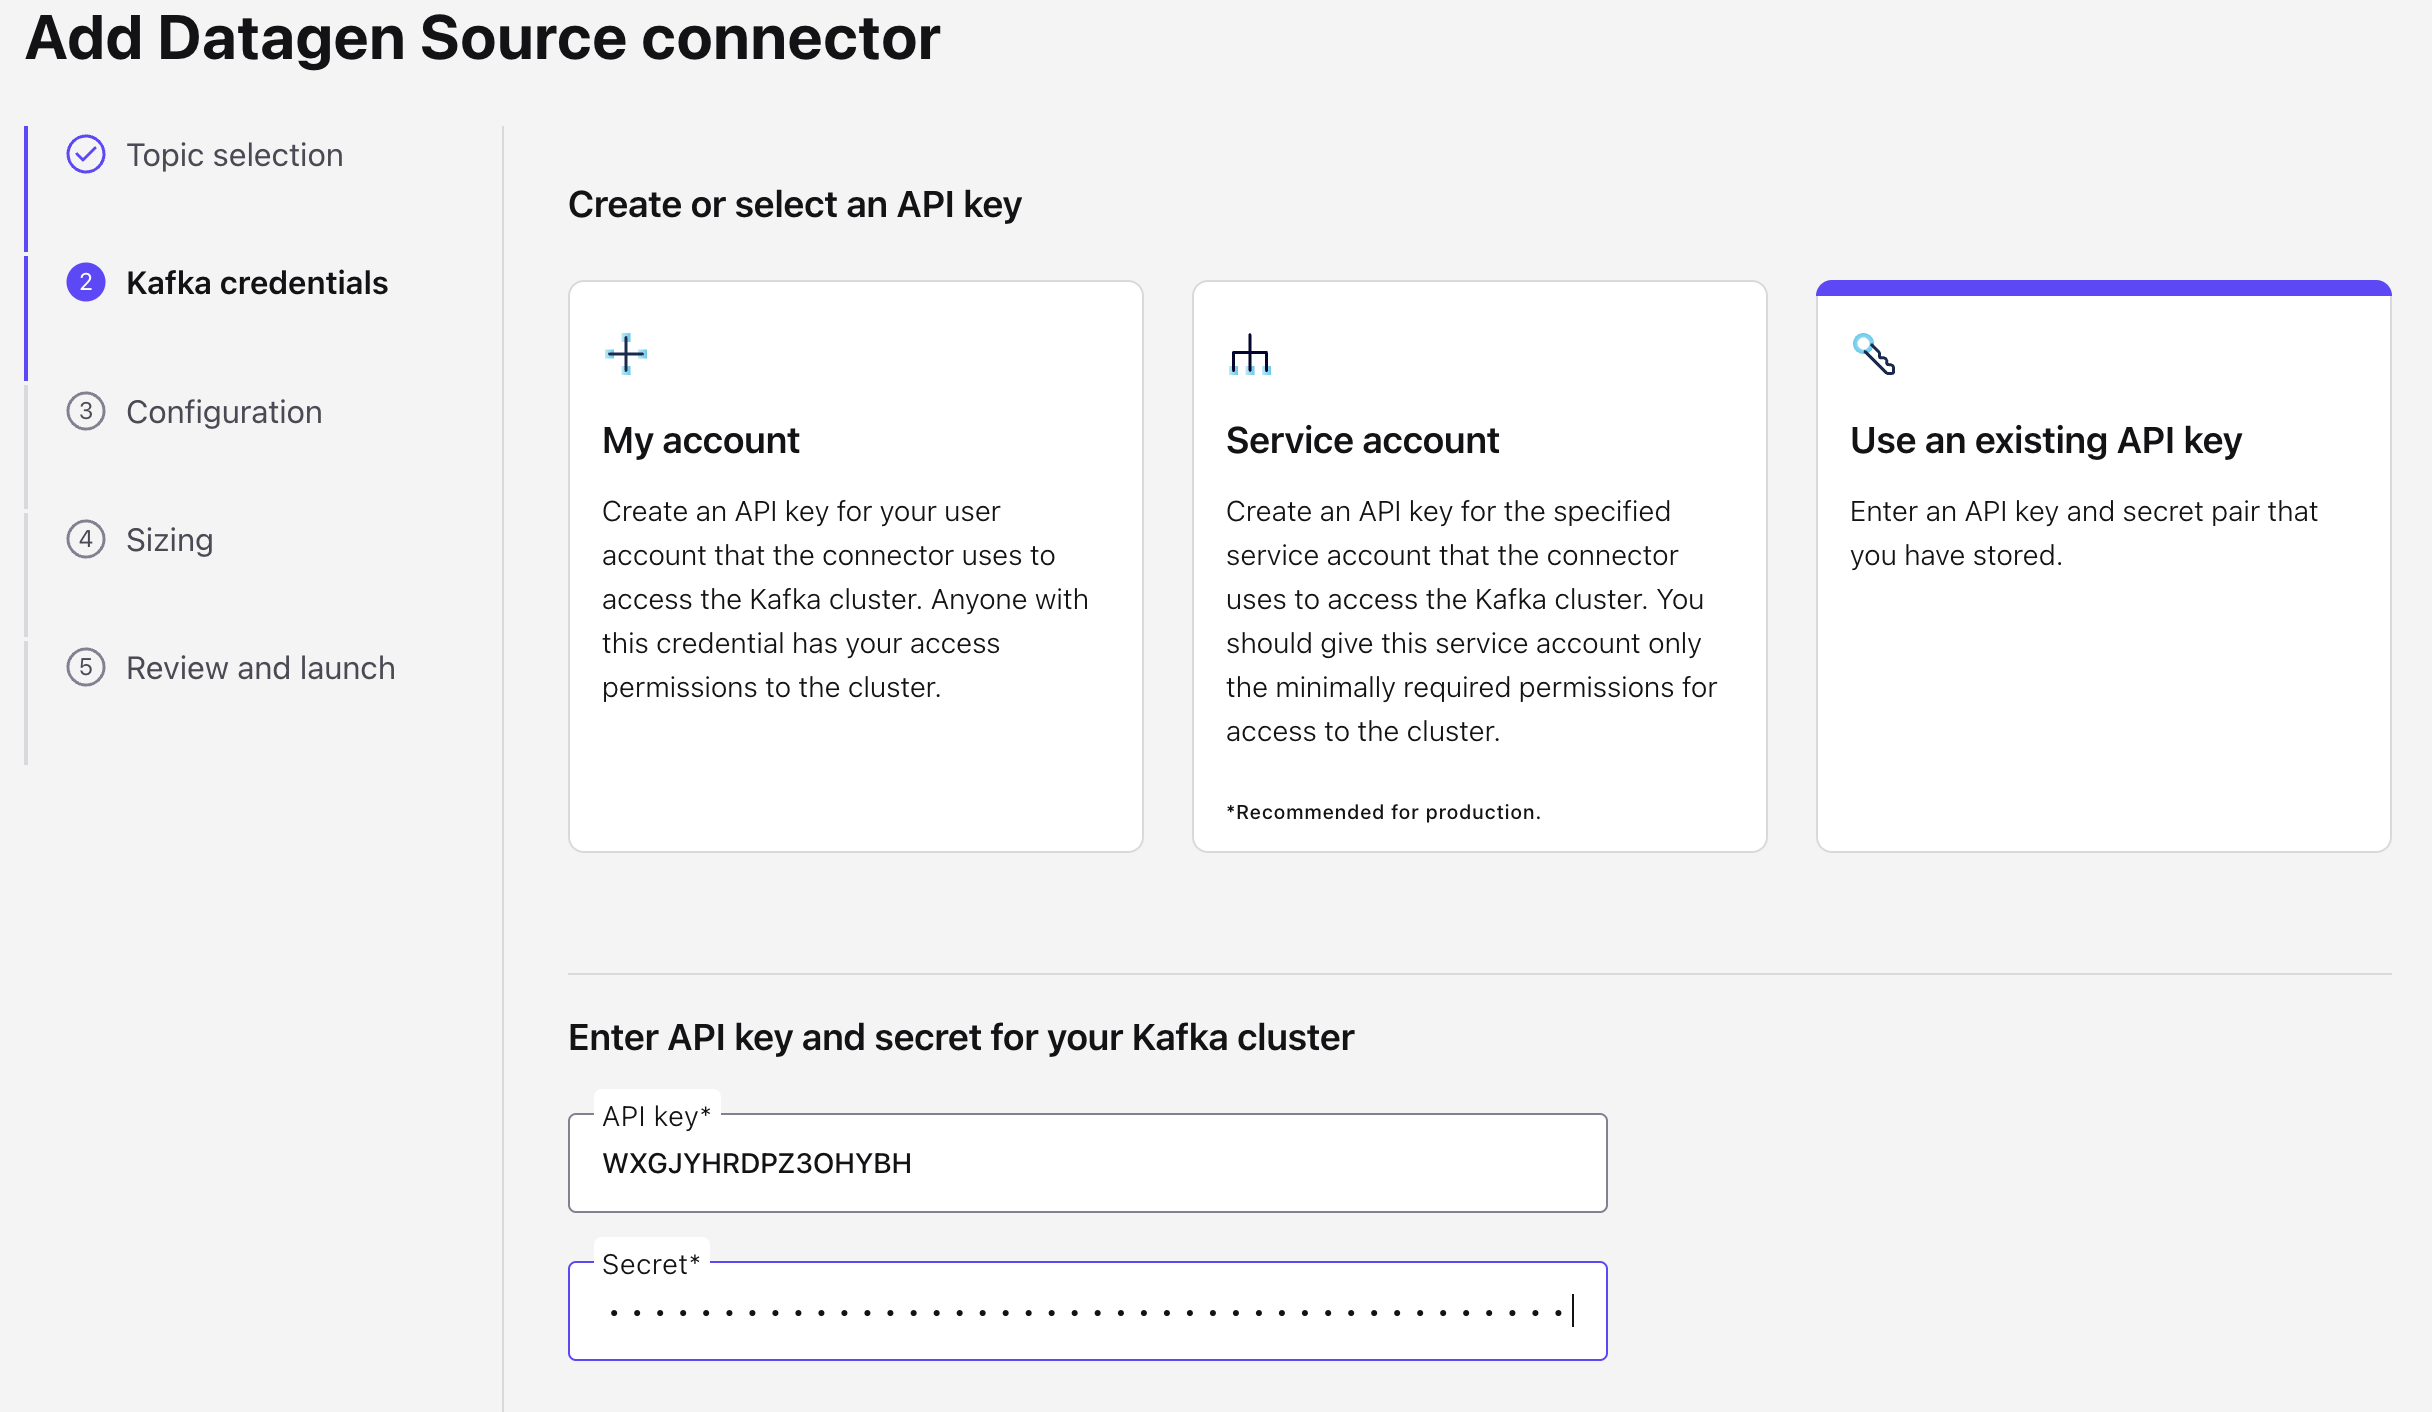 Add Datagen Source connector
Topic selection
2 Kafka credentials
3 Configuration
4 Sizing
5 Review and launch
Create or select an API key
My account
Create an API key for your user
account that the connector uses to
access the Kafka cluster. Anyone with
this credential has your access
permissions to the cluster.
Service account
Create an API key for the specified
service account that the connector
uses to access the Kafka cluster. You
should give this service account only
the minimally required permissions for
access to the cluster.
*Recommended for production.
Use an existing API key
Enter an API key and secret pair that
you have stored.
Enter API key and secret for your Kafka cluster
API key*
WXGJYHRDPZ3OHYBH
Secret*